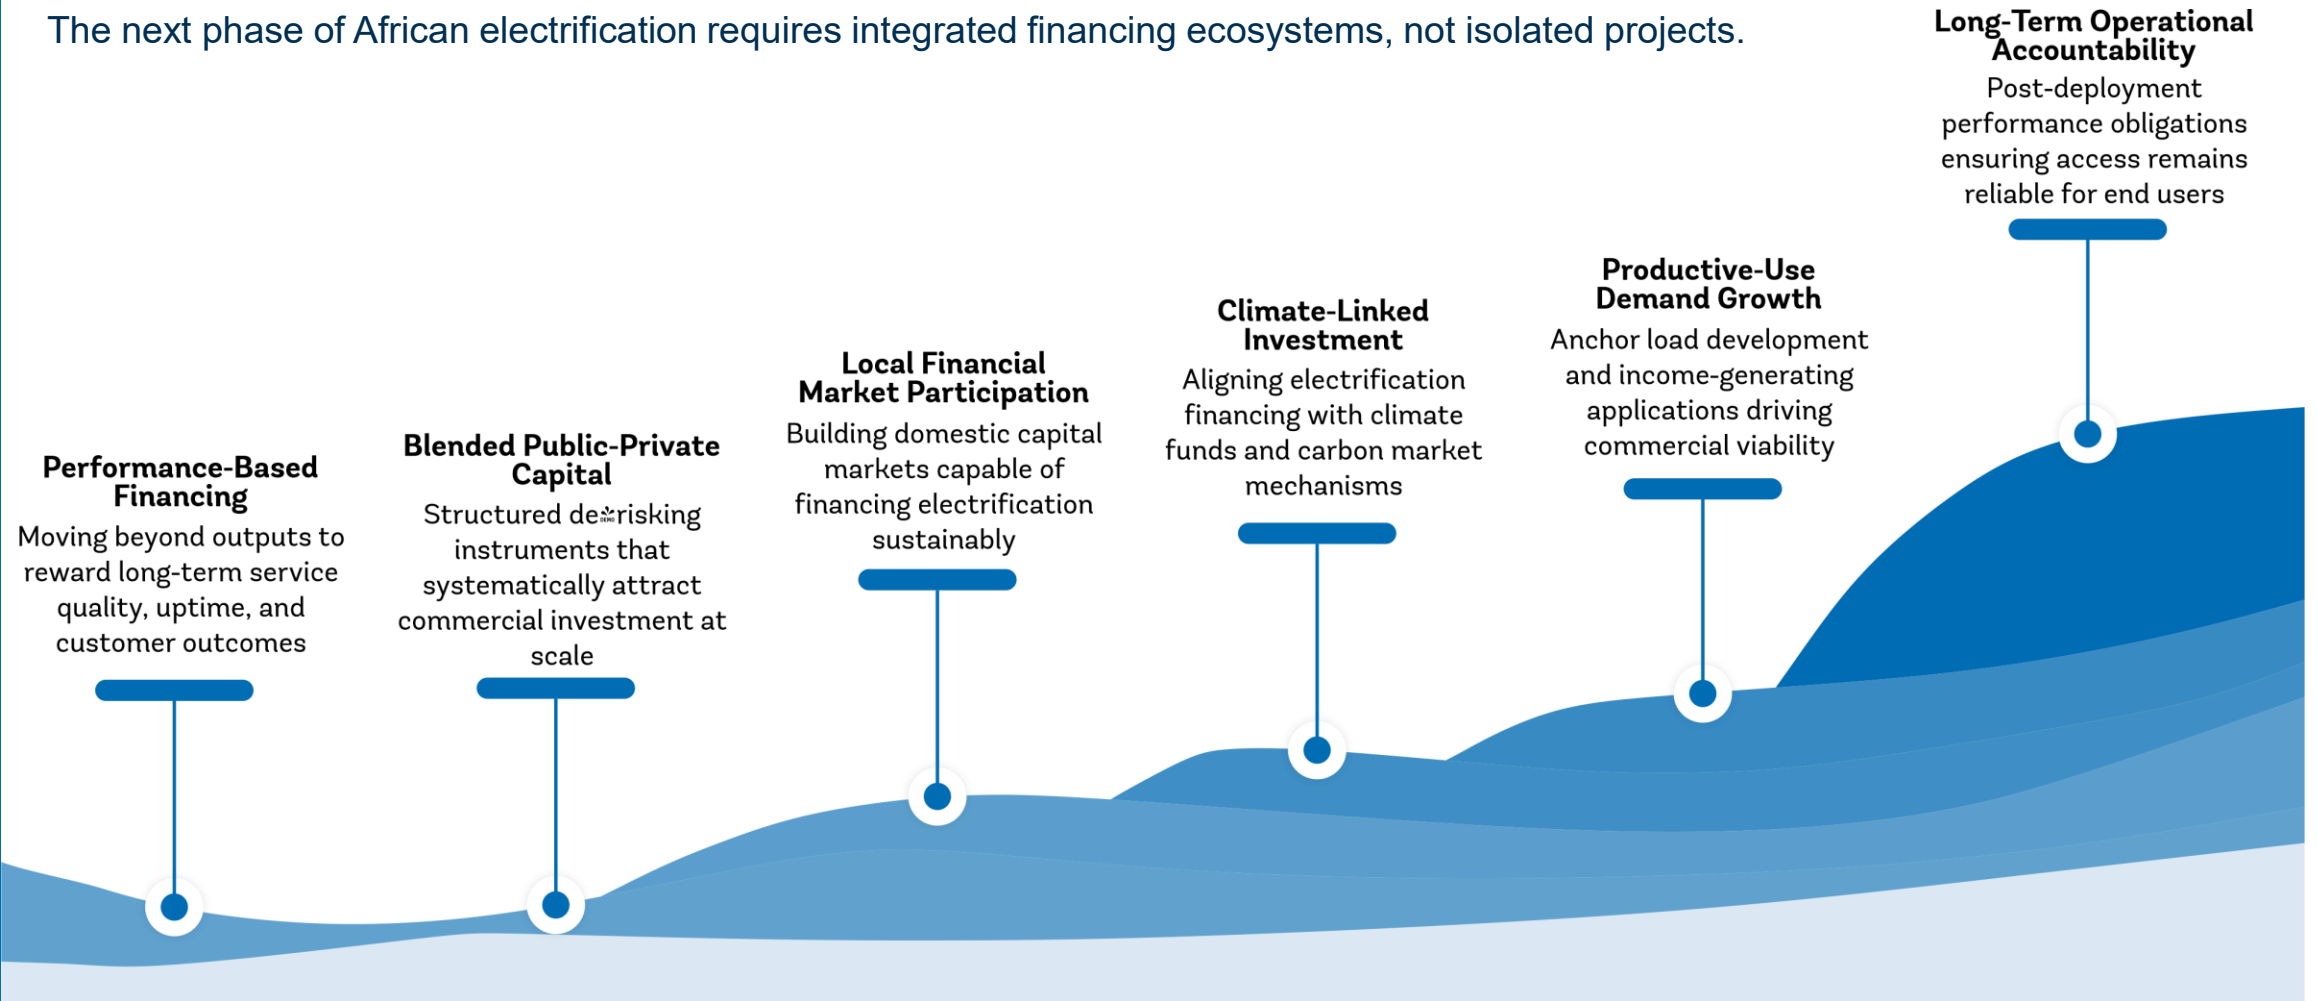 The next phase of African electrification requires integrated financing ecosystems, not isolated projects.
Performance-Based
Financing
Moving beyond outputs to
reward long-term service
quality, uptime, and
customer outcomes
Blended Public-Private
Capital
Structured de risking
DEMO
instruments that
systematically attract
commercial investment at
scale
Local Financial
Market Participation
Building domestic capital
markets capable of
financing electrification
sustainably
Climate-Linked
Investment
Aligning electrification
financing with climate
funds and carbon market
mechanisms
Productive-Use
Demand Growth
Anchor load development
and income-generating
applications driving
commercial viability
Long-Term Operational
Accountability
Post-deployment
performance obligations
ensuring access remains
reliable for end users